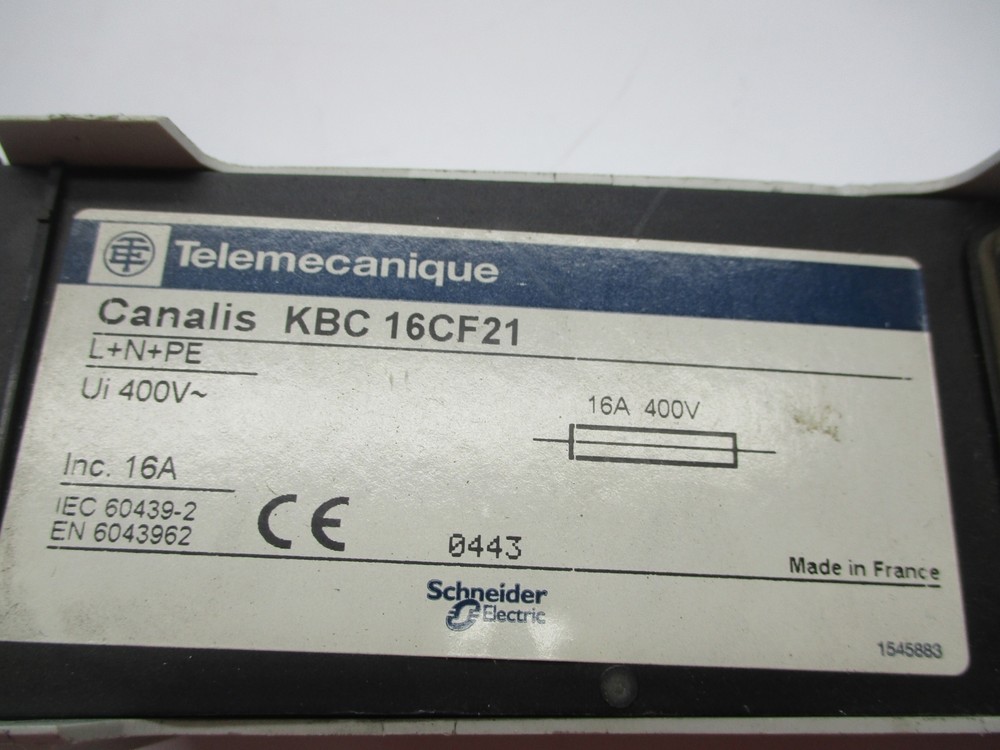 Telemecanique
Canalis KBC 16CF21
L+N+PE
Ui 400V~
16A 400V
Inc. 16A
IEC 60439-2
EN 6043962
CE
0443
Made in France
Schneider
Electric
1545883